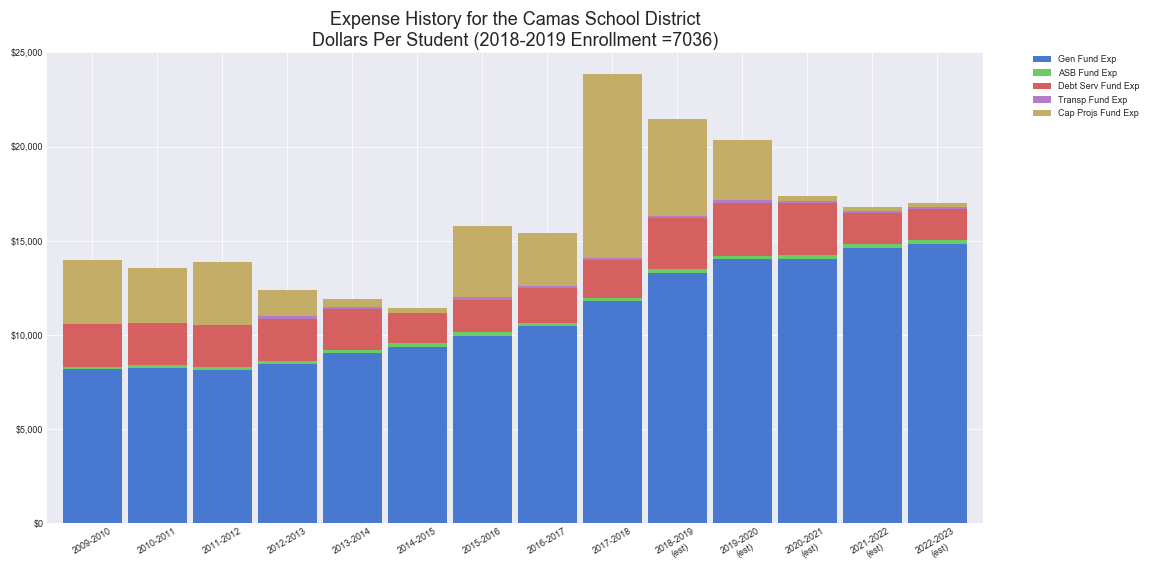 Expense History for the Camas School District
Dollars Per Student (2018-2019 Enrollment =7036)
$25,000
$20,000
$15,000
$10,000
$5,000
$0
Gen Fund Exp
ASB Fund Exp
Debt Serv Fund Exp
Transp Fund Exp
Cap Projs Fund Exp
2009-2010
2010-2011
2011-2012
2012-2013
2013-2014
2014-2015
2015-2016
2016-2017
2017-2018
2018-2019
(est)
2019-2020
(est)
2020-2021
(est)
2021-2022
(est)
2022-2023
(est)